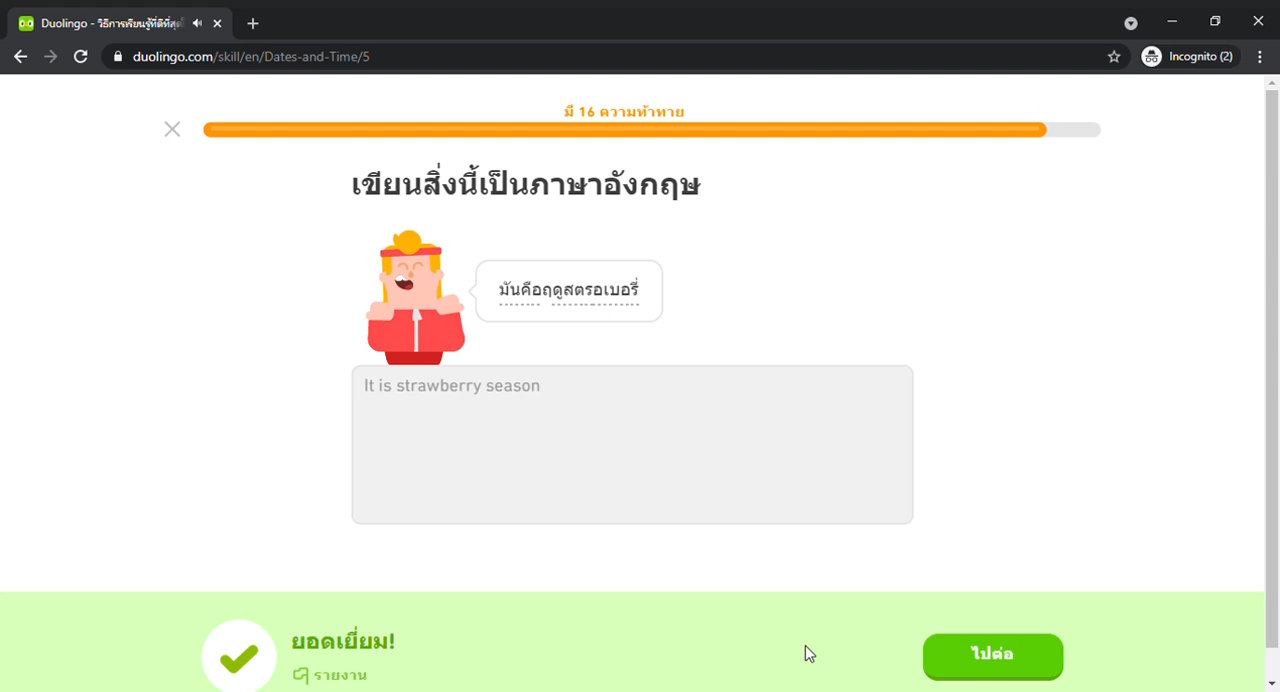 Duolingo - วิธีการเรียนรู้ที่ดีที่สุด
duolingo.com/skill/en/Dates-and-Time/5
Incognito (2)
มี 16 ความท้าทาย
เขียนสิ่งนี้เป็นภาษาอังกฤษ
มันคือฤดูสตรอเบอรี่
It is strawberry season
ยอดเยี่ยม!
รายงาน
ไปต่อ